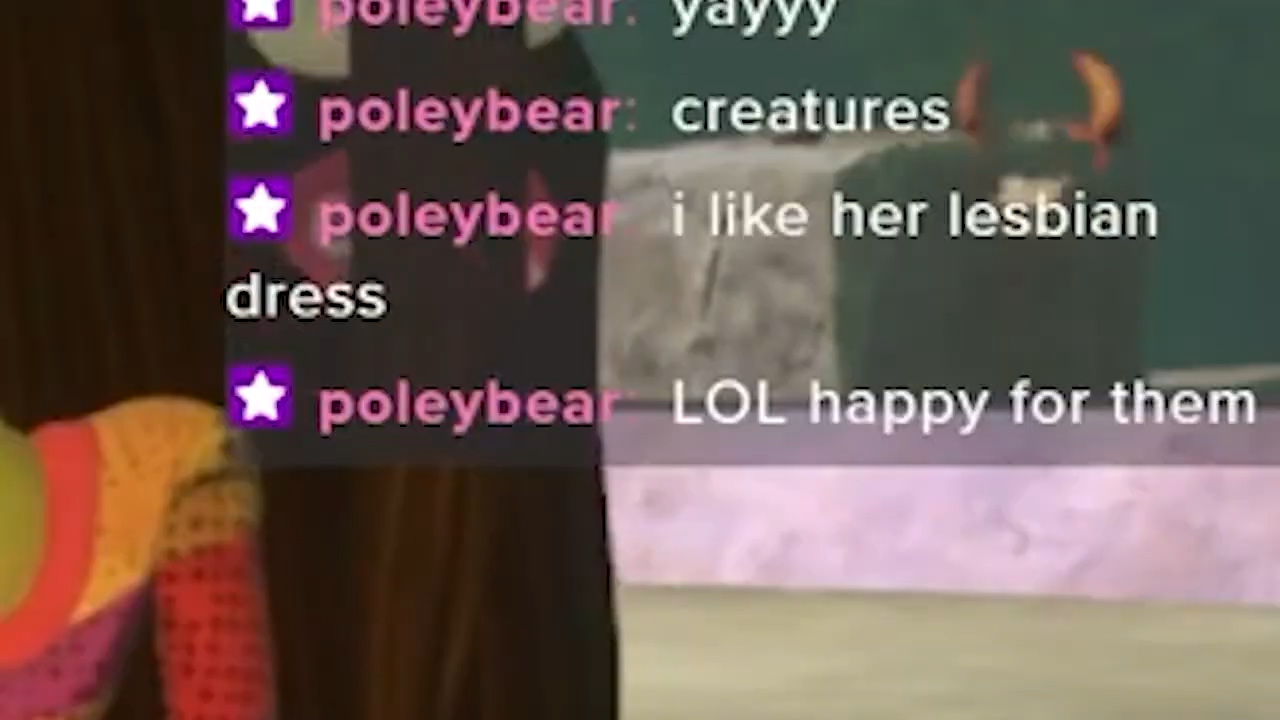 poleybear: yayyy
poleybear: creatures
poleybear: i like her lesbian
dress
poleybear: LOL happy for them